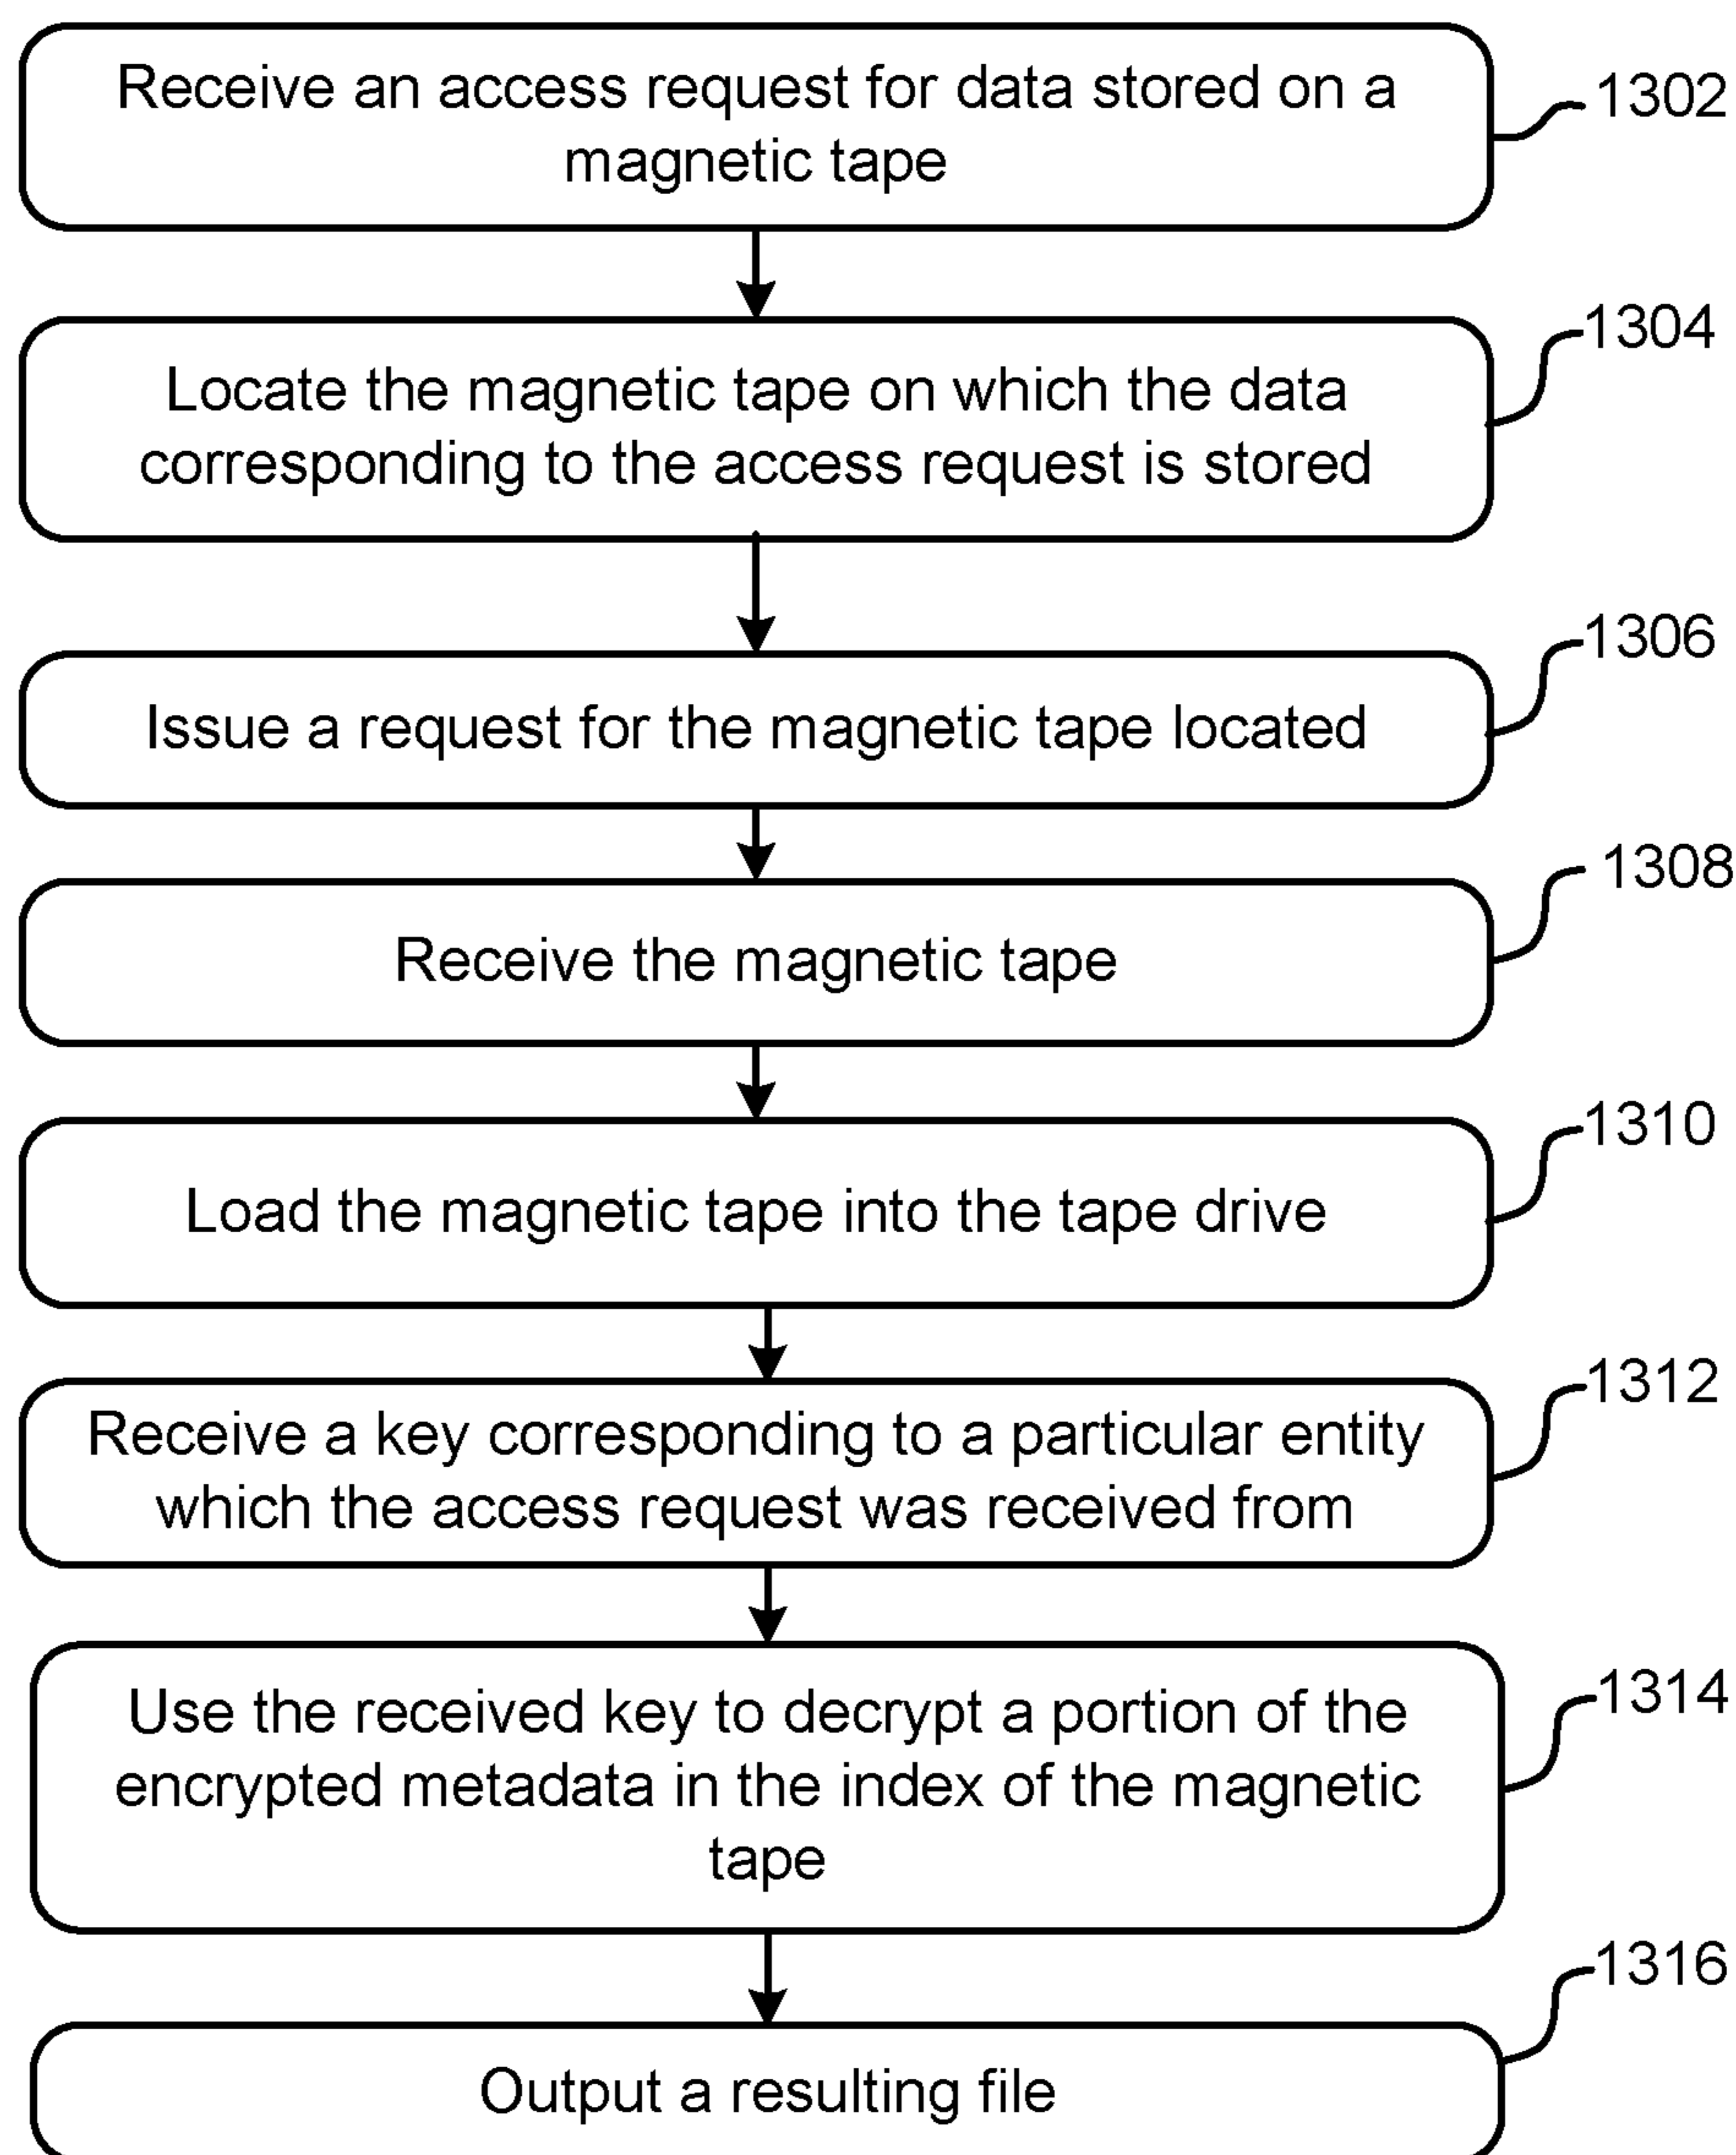 Receive an access request for data stored on a
magnetic tape
1302
Locate the magnetic tape on which the data
corresponding to the access request is stored
1304
Issue a request for the magnetic tape located
1306
Receive the magnetic tape
1308
Load the magnetic tape into the tape drive
1310
Receive a key corresponding to a particular entity
which the access request was received from
1312
Use the received key to decrypt a portion of the
encrypted metadata in the index of the magnetic
tape
1314
Output a resulting file
1316